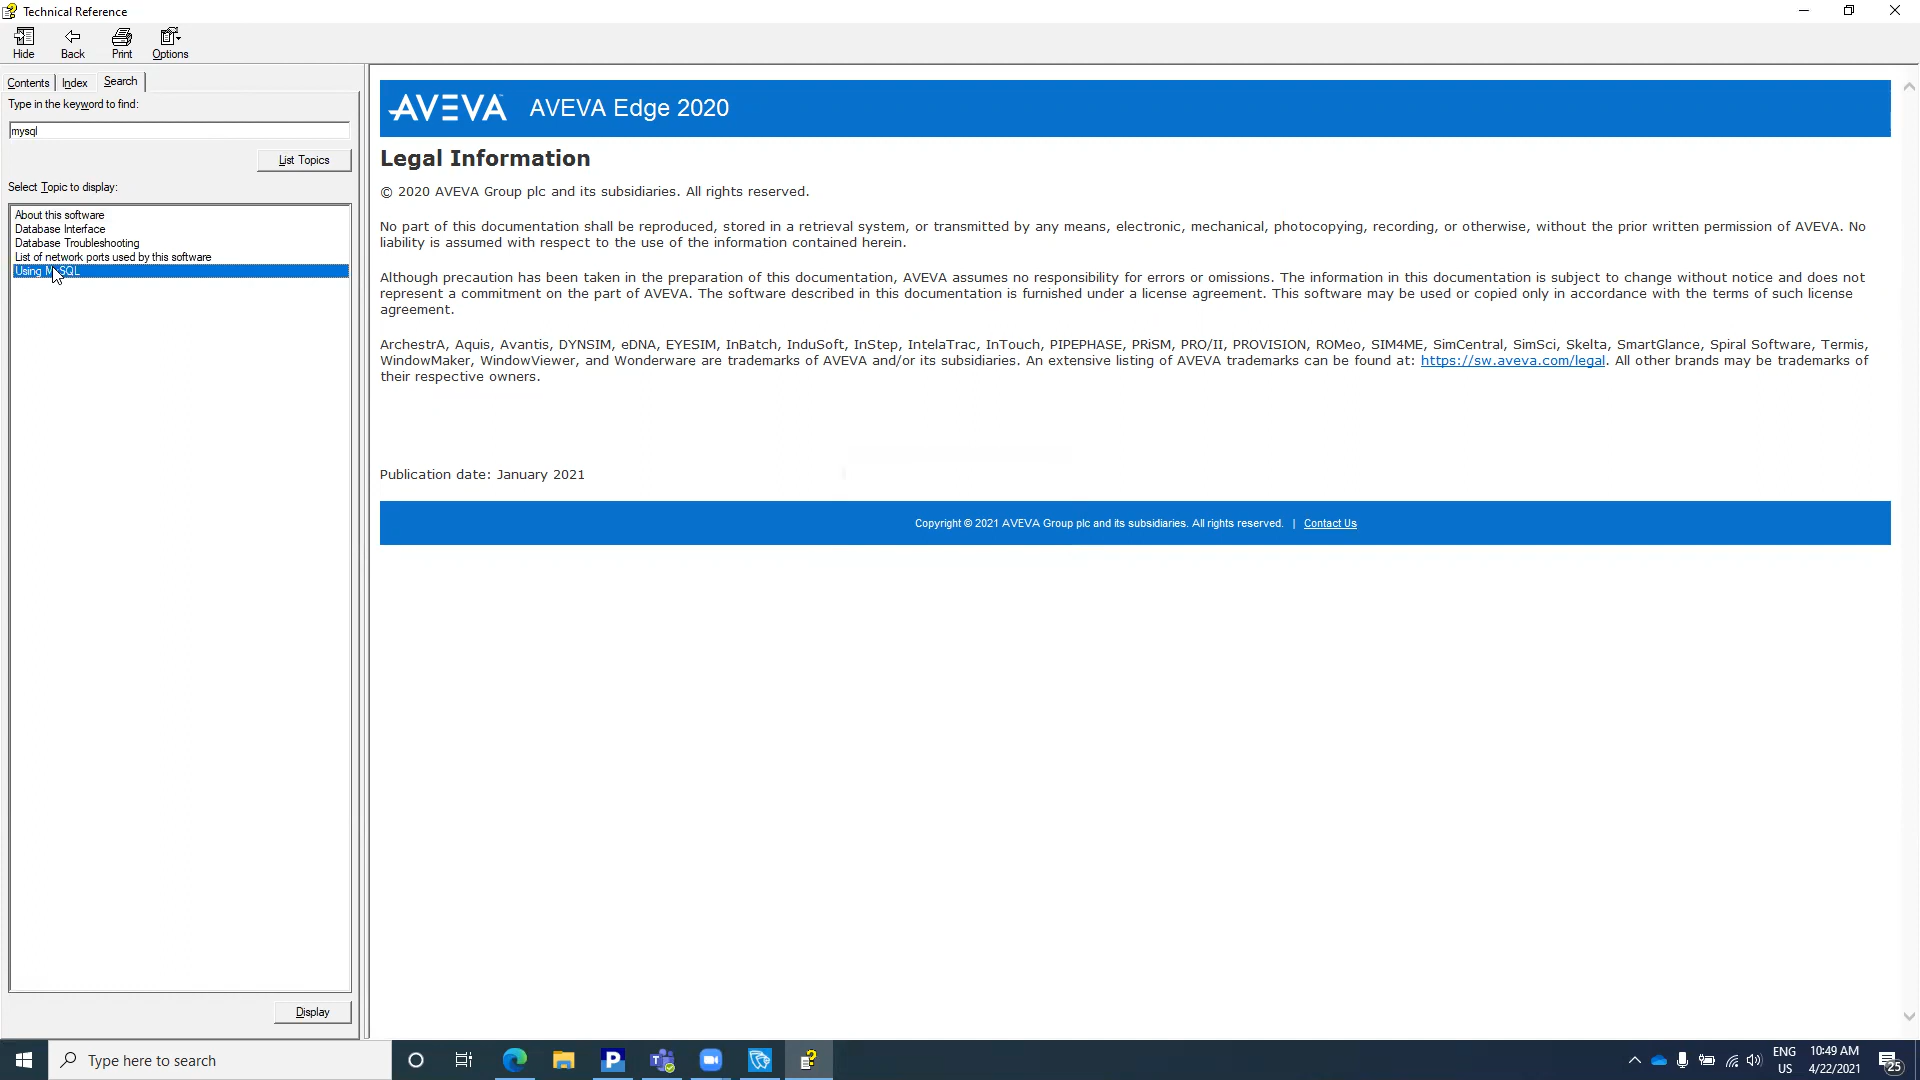 Technical Reference
Hide Back Print Options
Contents Index Search
Type in the keyword to find:
mysql
List Topics
Select Topic to display:
About this software
Database Interface
Database Troubleshooting
List of network ports used by this software
Using MySQL
Display
AVEVA AVEVA Edge 2020
Legal Information
© 2020 AVEVA Group plc and its subsidiaries. All rights reserved.
No part of this documentation shall be reproduced, stored in a retrieval system, or transmitted by any means, electronic, mechanical, photocopying, recording, or otherwise, without the prior written permission of AVEVA. No
liability is assumed with respect to the use of the information contained herein.
Although precaution has been taken in the preparation of this documentation, AVEVA assumes no responsibility for errors or omissions. The information in this documentation is subject to change without notice and does not
represent a commitment on the part of AVEVA. The software described in this documentation is furnished under a license agreement. This software may be used or copied only in accordance with the terms of such license
agreement.
ArchestrA, Aquis, Avantis, DYNSIM, eDNA, EYESIM, InBatch, InduSoft, InStep, IntelaTrac, InTouch, PIPEPHASE, PRiSM, PRO/II, PROVISION, ROMeo, SIM4ME, SimCentral, SimSci, Skelta, SmartGlance, Spiral Software, Termis,
WindowMaker, WindowViewer, and Wonderware are trademarks of AVEVA and/or its subsidiaries. An extensive listing of AVEVA trademarks can be found at: https://sw.aveva.com/legal. All other brands may be trademarks of
their respective owners.
Publication date: January 2021
Copyright © 2021 AVEVA Group plc and its subsidiaries. All rights reserved. | Contact Us
Type here to search
ENG
US
10:49 AM
4/22/2021
25